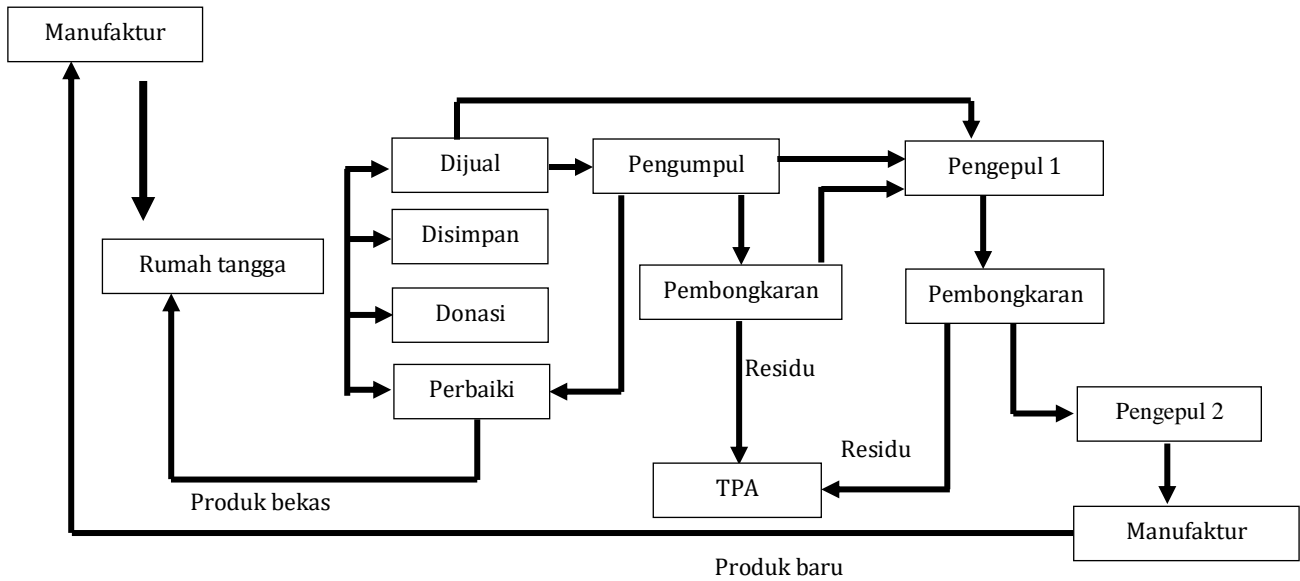 Manufaktur
Dijual
Pengumpul
Pengepul 1
Disimpan
Rumah tangga
Pembongkaran
Pembongkaran
Donasi
Residu
Perbaiki
Pengepul 2
Residu
TPA
Produk bekas
Manufaktur
Produk baru